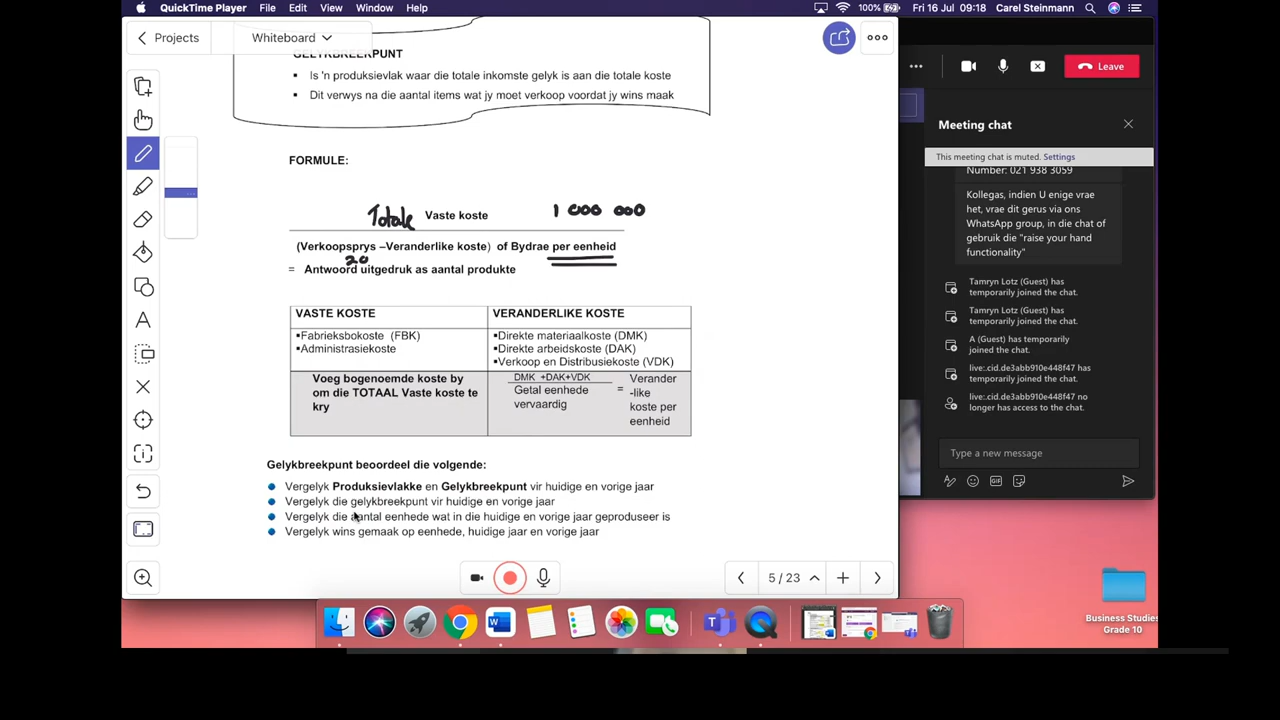 QuickTime Player File Edit View Window Help
100% Fri 16 Jul 09:18 Carel Steinmann
Projects
Whiteboard
GELYKBREEKPUNT
Is 'n produksievlak waar die totale inkomste gelyk is aan die totale koste
Dit verwys na die aantal items wat jy moet verkoop voordat jy wins maak
FORMULE:
Totale Vaste koste 1 000 000
(Verkoopsprys –Veranderlike koste) of Bydrae per eenheid
20
= Antwoord uitgedruk as aantal produkte
VASTE KOSTE
▪Fabrieksbokoste (FBK)
▪Administrasiekoste
VERANDERLIKE KOSTE
▪Direkte materiaalkoste (DMK)
▪Direkte arbeidskoste (DAK)
▪Verkoop en Distribusiekoste (VDK)
Voeg bogenoemde koste by
om die TOTAAL Vaste koste te
kry
DMK +DAK+VDK
Getal eenhede
vervaardig
=
Verander
-like
koste per
eenheid
Gelykbreekpunt beoordeel die volgende:
Vergelyk Produksievlakke en Gelykbreekpunt vir huidige en vorige jaar
Vergelyk die gelykbreekpunt vir huidige en vorige jaar
Vergelyk die aantal eenhede wat in die huidige en vorige jaar geproduseer is
Vergelyk wins gemaak op eenhede, huidige jaar en vorige jaar
5 / 23
Leave
Meeting chat
This meeting chat is muted. Settings
Number: 021 938 3059
Kollegas, indien U enige vrae
het, vrae dit gerus via ons
WhatsApp group, in die chat of
gebruik die "raise your hand
functionality"
Tamryn Lotz (Guest) has
temporarily joined the chat.
Tamryn Lotz (Guest) has
temporarily joined the chat.
A (Guest) has temporarily
joined the chat.
live:.cid.de3abb910e448f47 has
temporarily joined the chat.
live:.cid.de3abb910e448f47 no
longer has access to the chat.
Type a new message
GIF
Business Studies
Grade 10